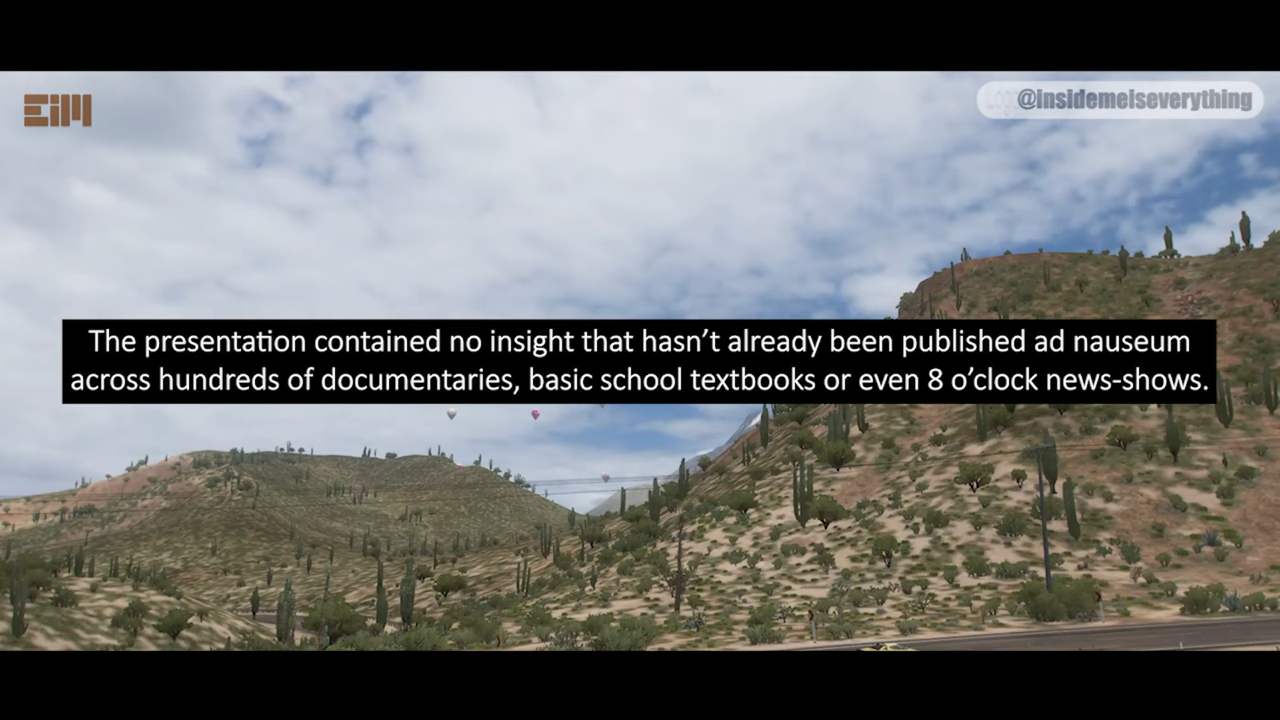 EiM
@insidemeiseverything
The presentation contained no insight that hasn’t already been published ad nauseum
across hundreds of documentaries, basic school textbooks or even 8 o’clock news-shows.